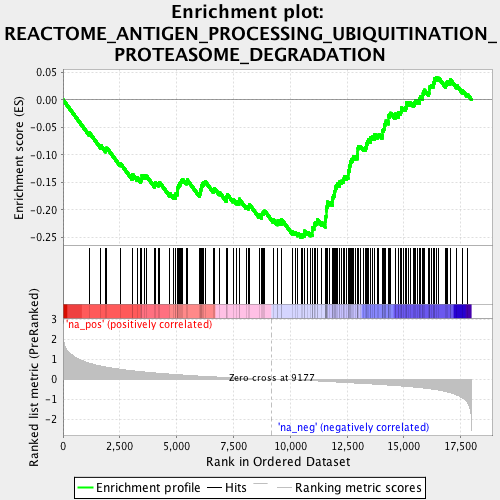 Enrichment plot:
REACTOME_ANTIGEN_PROCESSING_UBIQUITINATION_
PROTEASOME_DEGRADATION
Enrichment score (ES)
0.05
0.00
-0.05
-0.10
-0.15
-0.20
-0.25
'na_pos' (positively correlated)
Ranked list metric (PreRanked)
3
2
1
0
-1
-2
Zero cross at 9177
'na_neg' (negatively correlated)
0
2,500
5,000
7,500
10,000
12,500
15,000
17,500
Rank in Ordered Dataset
Enrichment profile
Hits
Ranking metric scores